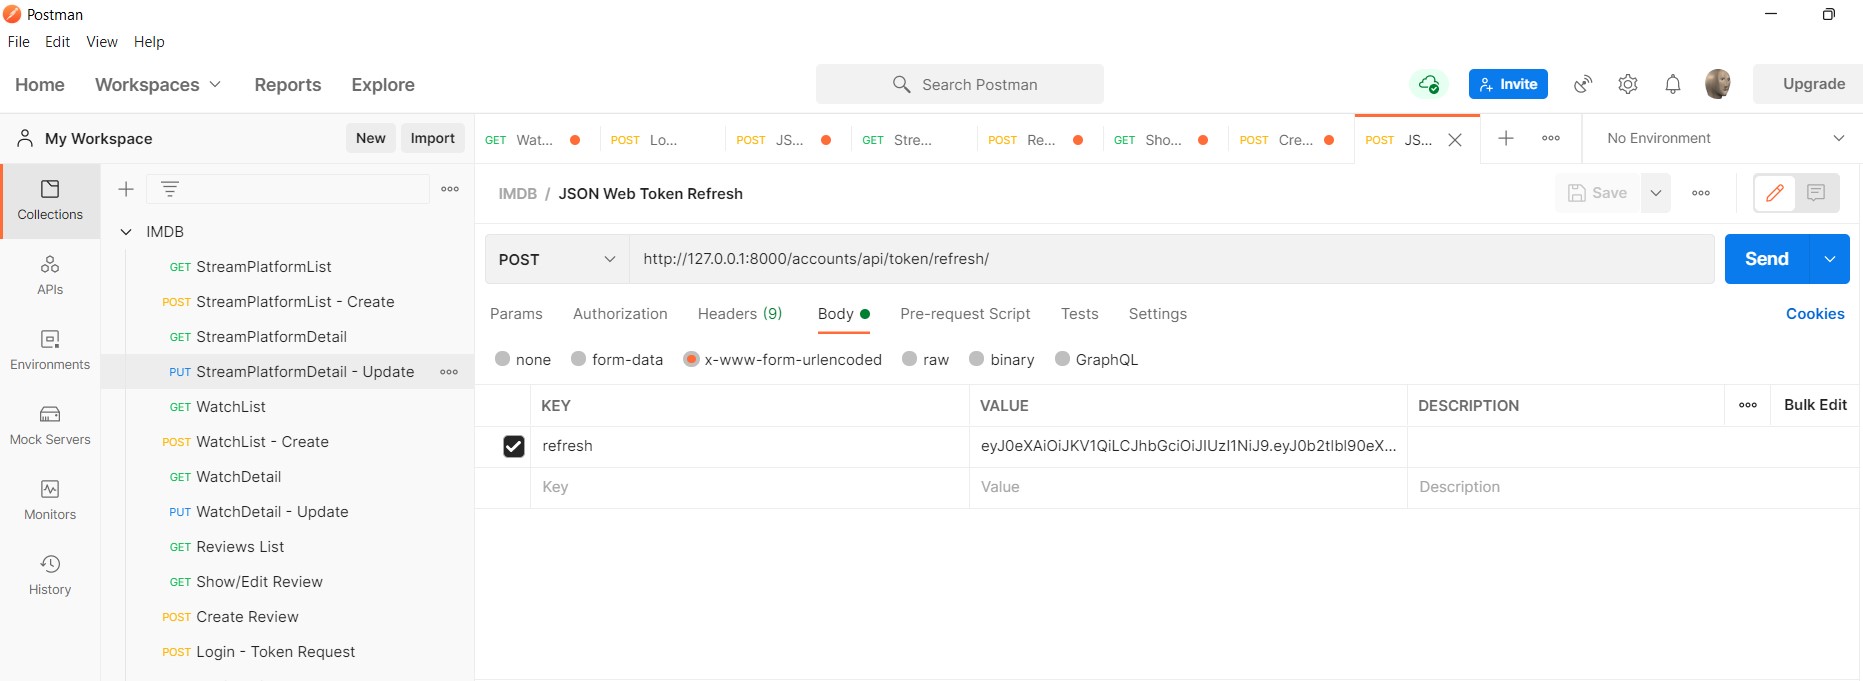 Postman
File Edit View Help
Home Workspaces Reports Explore Search Postman Invite Upgrade
My Workspace New Import
GET Wat... POST Lo... POST JS... GET Stre... POST Re... GET Sho... POST Cre... POST JS... No Environment
Collections
APIs
Environments
Mock Servers
Monitors
History
IMDB
GET StreamPlatformList
POST StreamPlatformList - Create
GET StreamPlatformDetail
PUT StreamPlatformDetail - Update
GET WatchList
POST WatchList - Create
GET WatchDetail
PUT WatchDetail - Update
GET Reviews List
GET Show/Edit Review
POST Create Review
POST Login - Token Request
IMDB / JSON Web Token Refresh Save
POST http://127.0.0.1:8000/accounts/api/token/refresh/ Send
Params Authorization Headers (9) Body Pre-request Script Tests Settings Cookies
none form-data x-www-form-urlencoded raw binary GraphQL
KEY VALUE DESCRIPTION Bulk Edit
refresh eyJ0eXAiOiJKV1QiLCJhbGciOiJIUzI1NiJ9.eyJ0b2tlbl90eX...
Key Value Description